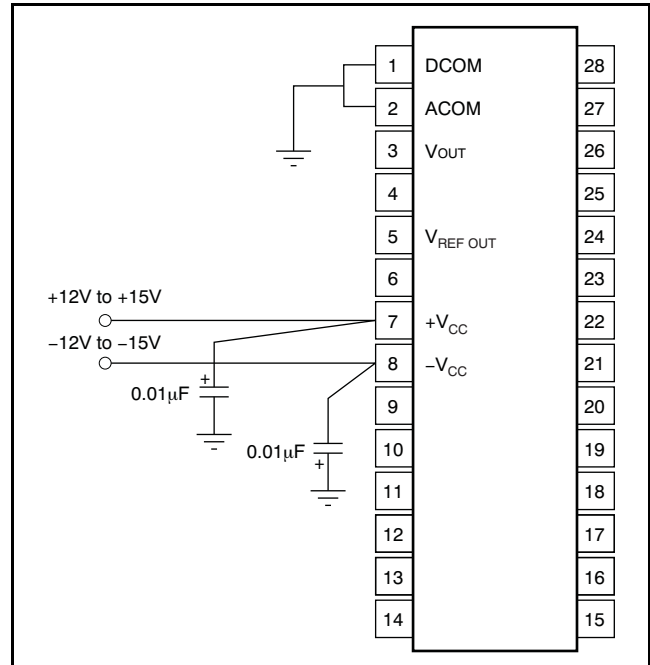 1 DCOM 28
2 ACOM 27
3 VOUT 26
4 25
5 VREF OUT 24
6 23
+12V to +15V
7 +VCC 22
−12V to −15V
8 −VCC 21
+
0.01μF
9 20
0.01μF
+
10 19
11 18
12 17
13 16
14 15